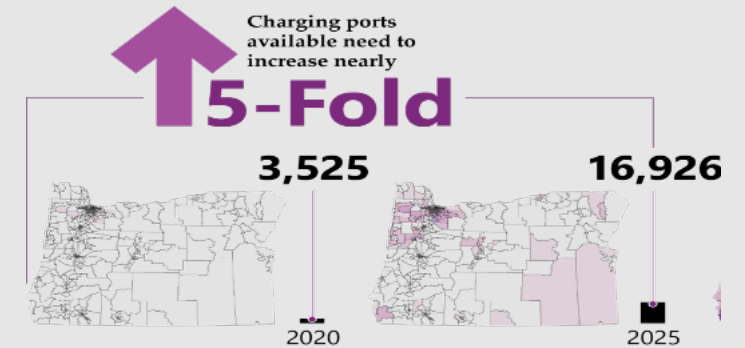 Charging ports
available need to
increase nearly
5-Fold
3,525
16,926
2020
2025